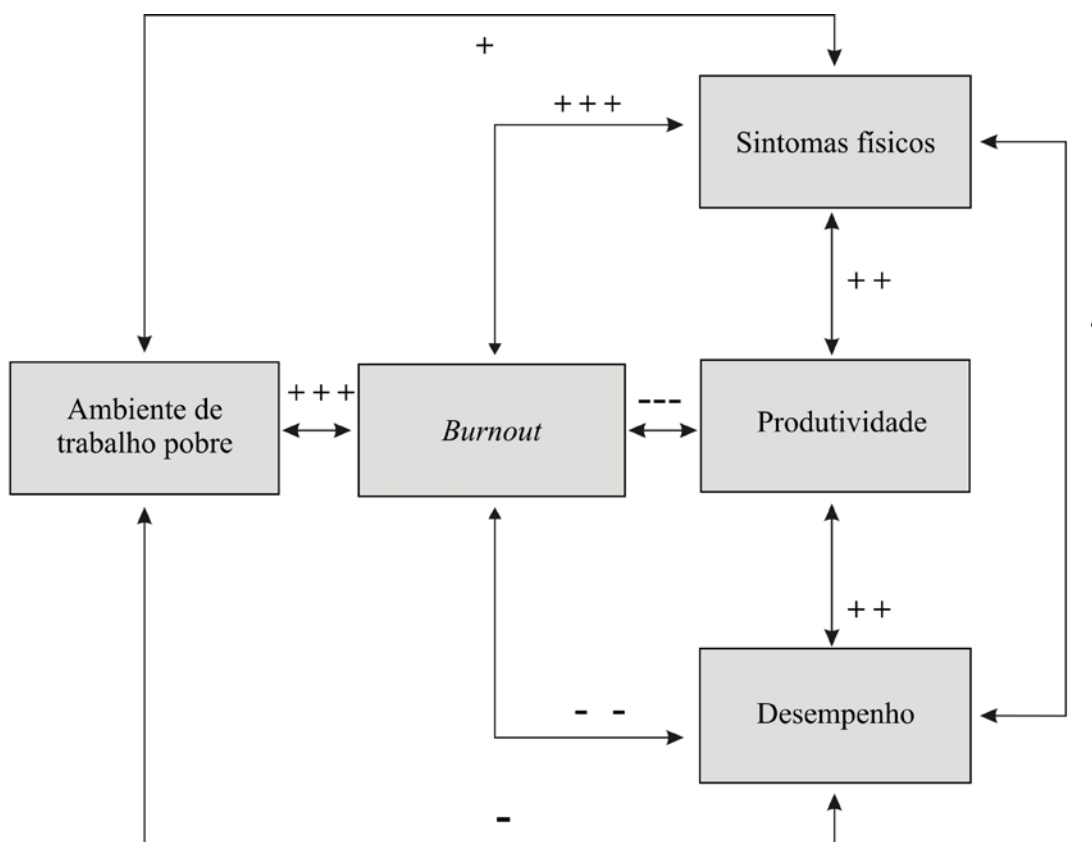 +
+ + +
Sintomas físicos
+ +
Ambiente de
trabalho pobre
+ + +
Burnout
---
Produtividade
+ +
- -
Desempenho
-